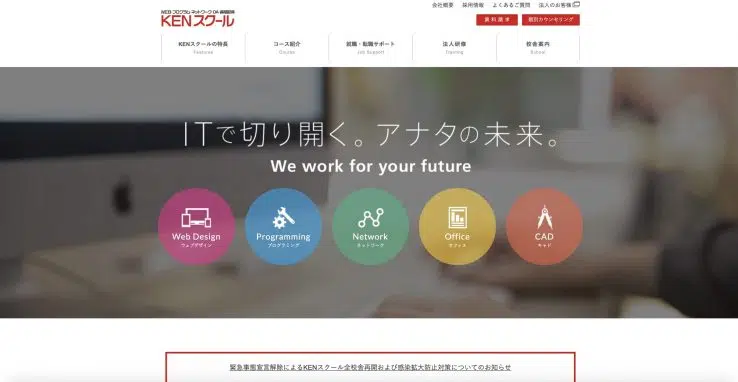 会社概要 採用情報 よくあるご質問 法人のお客様
WEB プログラム ネットワーク OA 資格取得
KENスクール
資料請求 個別カウンセリング
KENスクールの特長 コース紹介 就職・転職サポート 法人研修 校舎案内
Features Course Job Support Training School
ITで切り開く。アナタの未来。
We work for your future
Web Design Programming Network Office CAD
ウェブデザイン プログラミング ネットワーク オフィス キャド
緊急事態宣言解除によるKENスクール全校舎再開および感染拡大防止対策についてのお知らせ